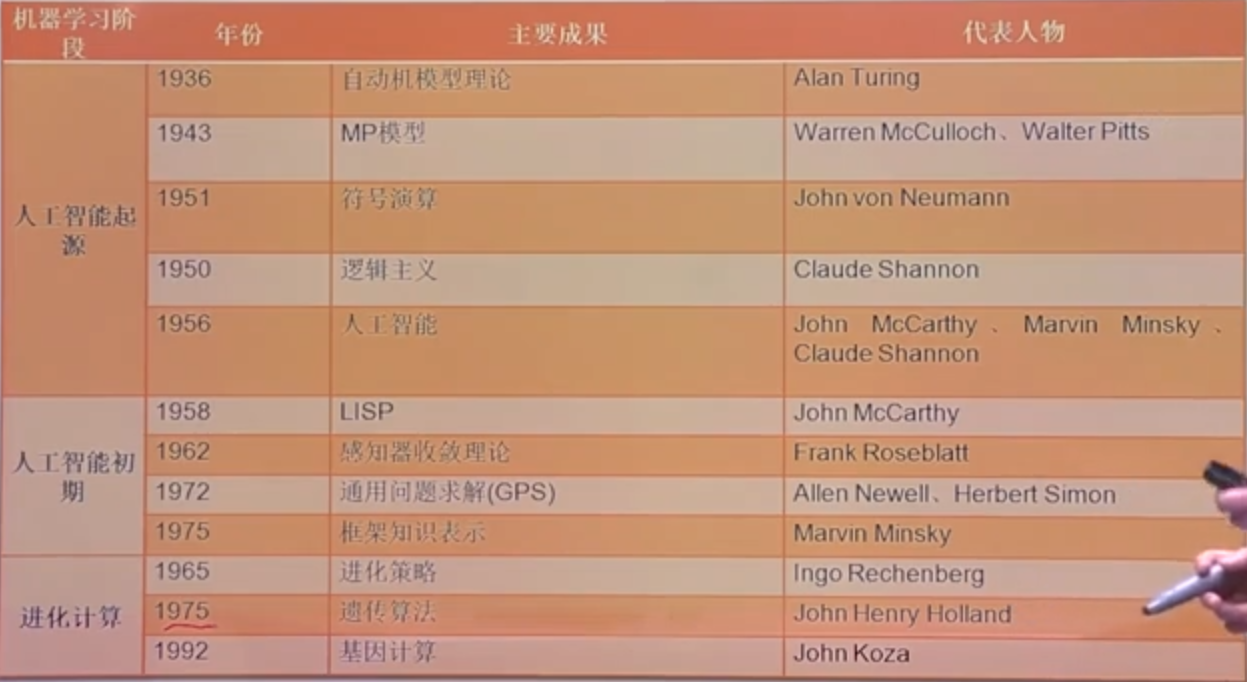 机器学习阶段 年份 主要成果 代表人物
人工智能起源
1936 自动机模型理论 Alan Turing
1943 MP模型 Warren McCulloch、Walter Pitts
1951 符号演算 John von Neumann
1950 逻辑主义 Claude Shannon
1956 人工智能 John McCarthy、Marvin Minsky、
Claude Shannon
人工智能初期
1958 LISP John McCarthy
1962 感知器收敛理论 Frank Roseblatt
1972 通用问题求解(GPS) Allen Newell、Herbert Simon
1975 框架知识表示 Marvin Minsky
进化计算
1965 进化策略 Ingo Rechenberg
1975 遗传算法 John Henry Holland
1992 基因计算 John Koza